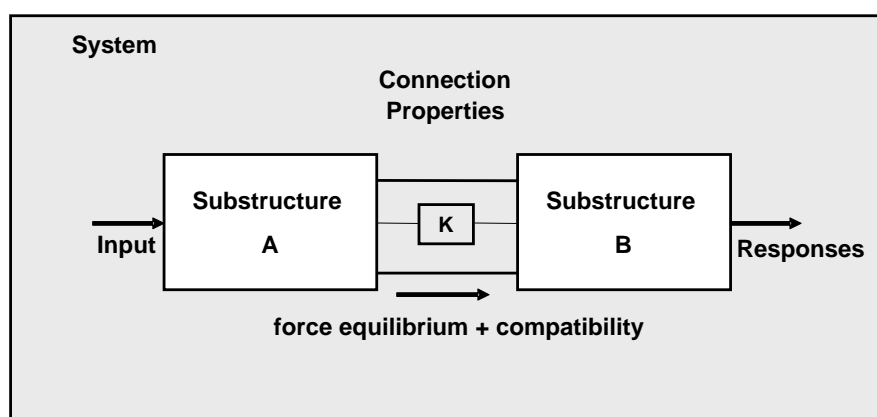 System
Connection
Properties
Substructure
A
K
Substructure
B
Input
Responses
force equilibrium + compatibility